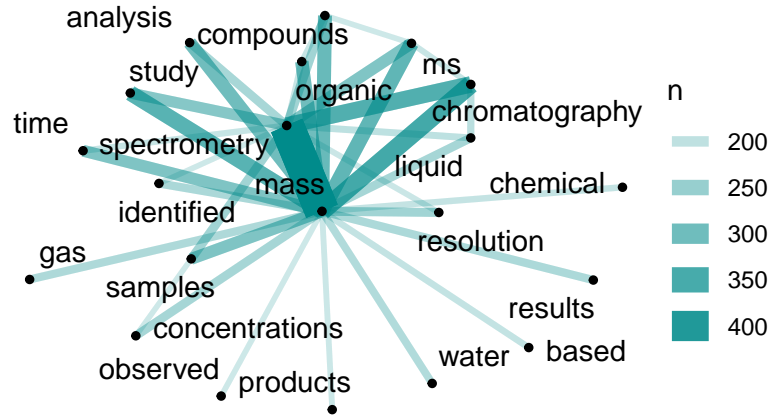 analysis
compounds
study
ms
organic
n
time
chromatography
spectrometry
200
liquid
mass
chemical
250
identified
300
gas
resolution
samples
350
results
concentrations
400
observed
water
based
products